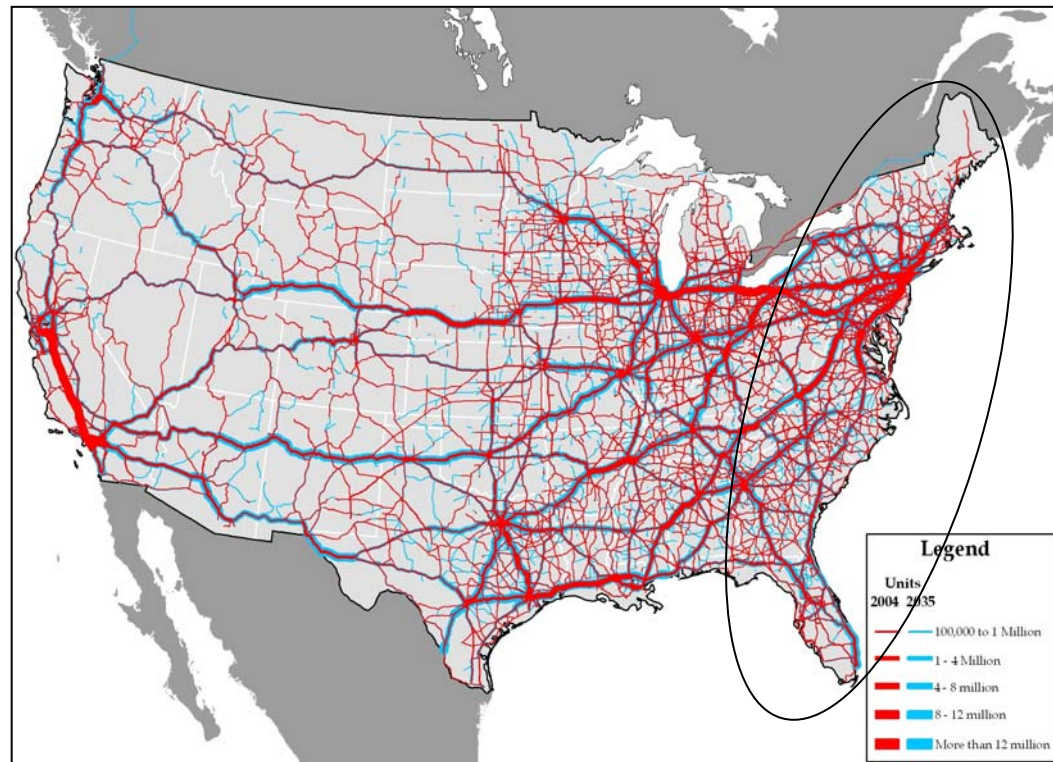 Legend
Units
2004 2035
100,000 to 1 Million
1 - 4 Million
4 - 8 million
8 - 12 million
More than 12 million